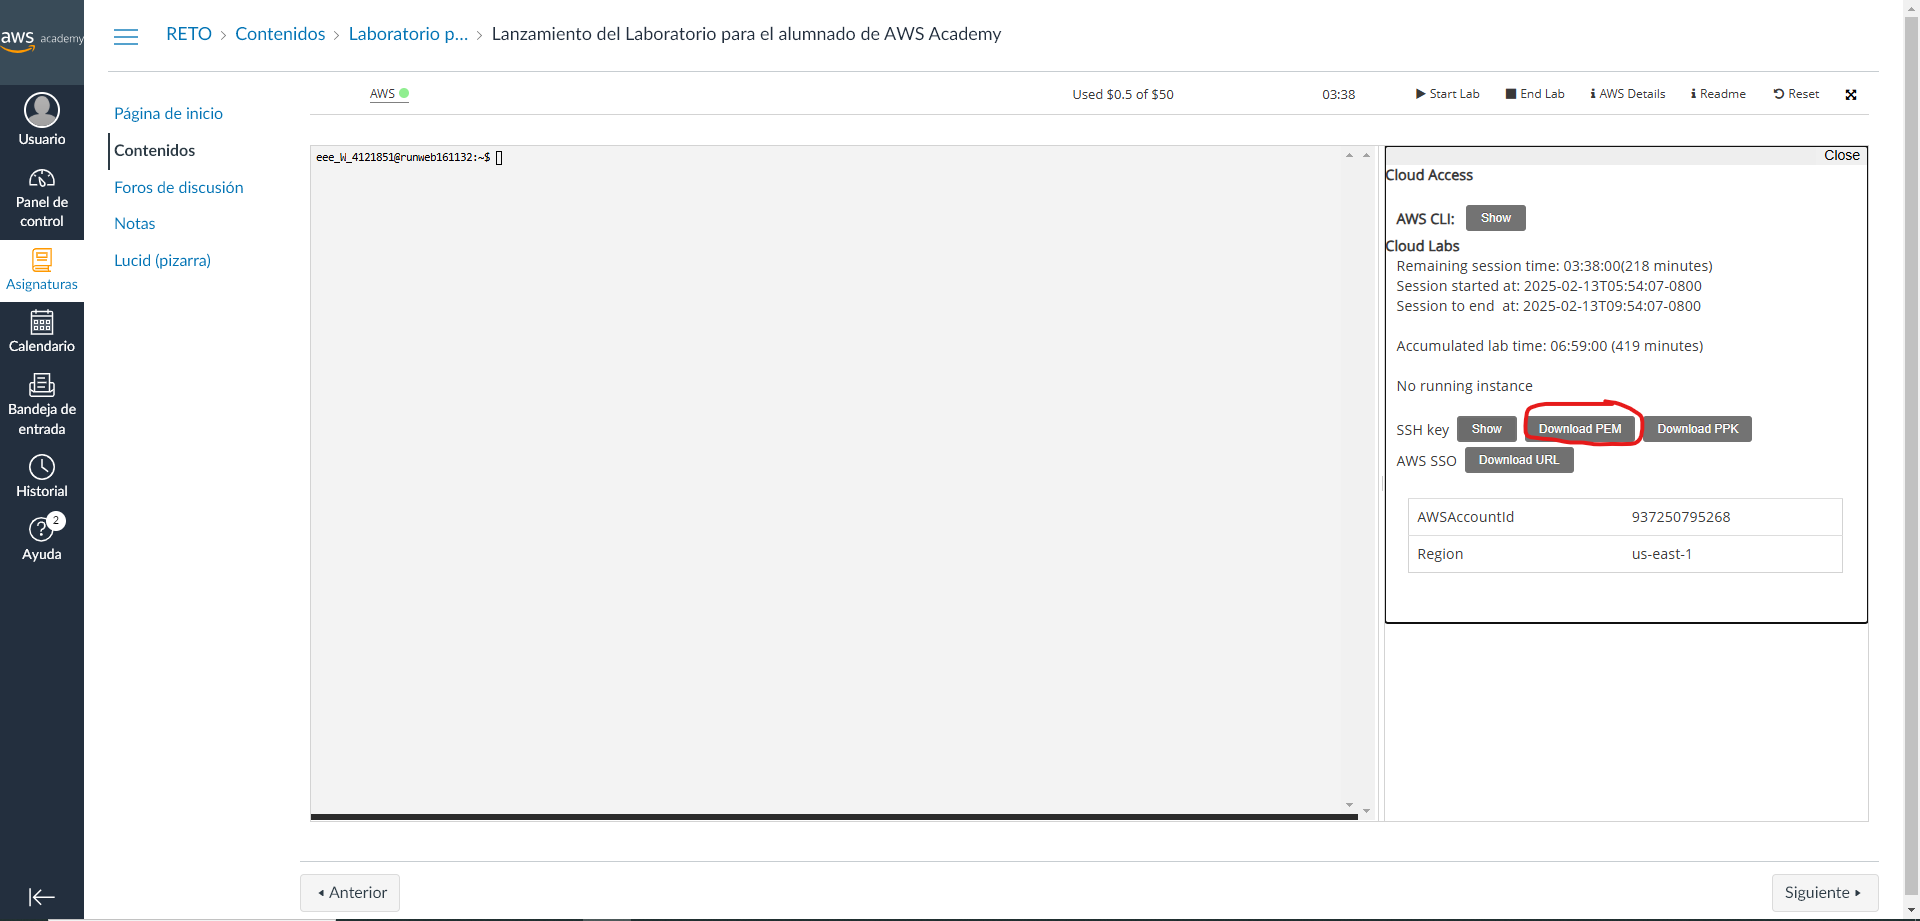 aws academy
RETO > Contenidos > Laboratorio p... > Lanzamiento del Laboratorio para el alumnado de AWS Academy
Usuario
Panel de
control
Asignaturas
Calendario
Bandeja de
entrada
Historial
2
Ayuda
Página de inicio
Contenidos
Foros de discusión
Notas
Lucid (pizarra)
AWS
Used $0.5 of $50
03:38
Start Lab
End Lab
AWS Details
Readme
Reset
eee_W_4121851@runweb161132:~$
Close
Cloud Access
AWS CLI: Show
Cloud Labs
Remaining session time: 03:38:00(218 minutes)
Session started at: 2025-02-13T05:54:07-0800
Session to end at: 2025-02-13T09:54:07-0800
Accumulated lab time: 06:59:00 (419 minutes)
No running instance
SSH key Show Download PEM Download PPK
AWS SSO Download URL
AWSAccountId 937250795268
Region us-east-1
Anterior
Siguiente